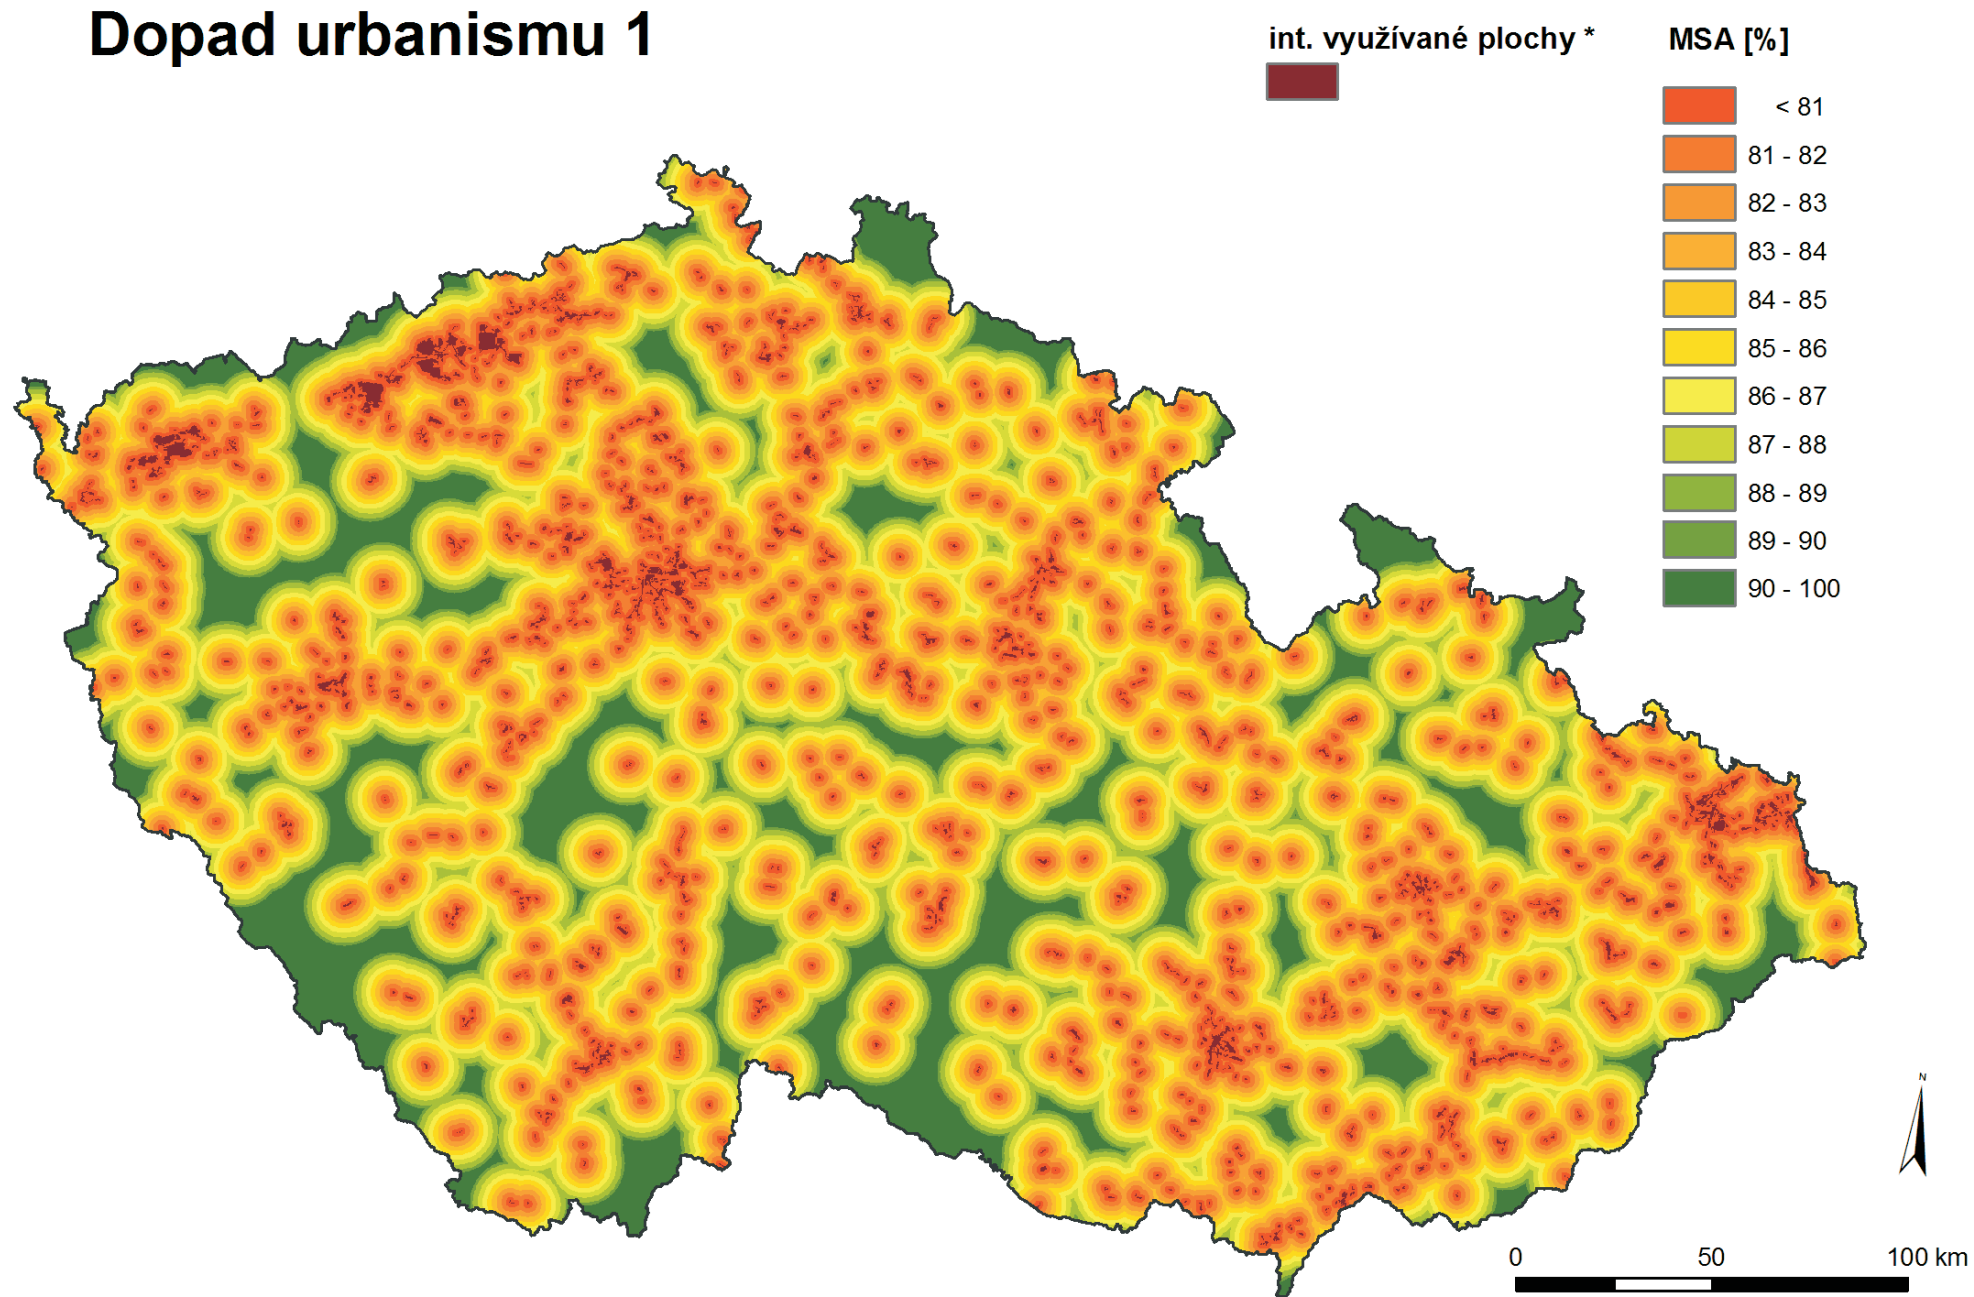 Dopad urbanismu 1
int. využívané plochy *
MSA [%]
< 81
81 - 82
82 - 83
83 - 84
84 - 85
85 - 86
86 - 87
87 - 88
88 - 89
89 - 90
90 - 100
N
0 50 100 km